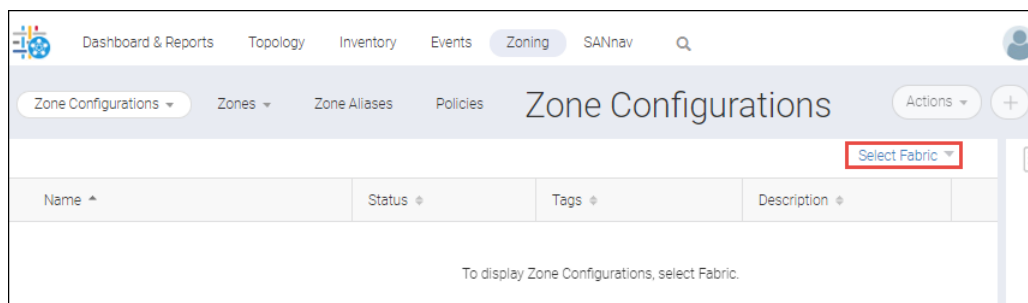 Dashboard & Reports Topology Inventory Events Zoning SANnav
Zone Configurations Zones Zone Aliases Policies Zone Configurations Actions +
Select Fabric
Name Status Tags Description
To display Zone Configurations, select Fabric.